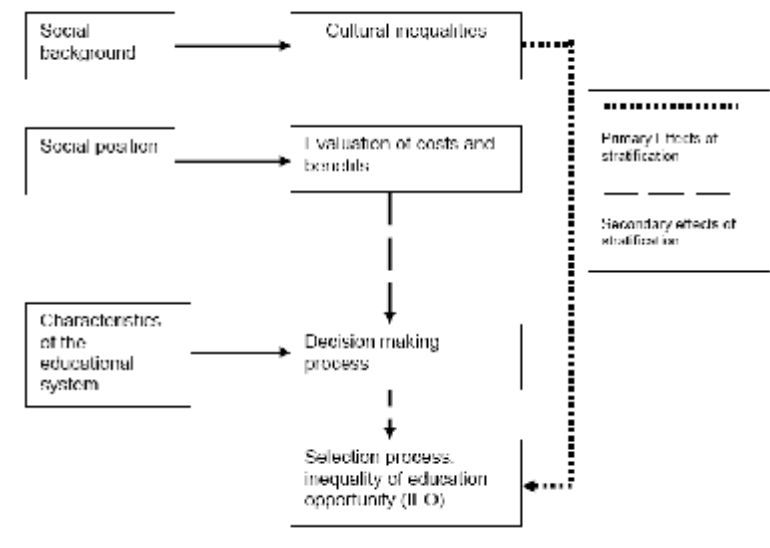 Social
background
Cultural inequalities
Social position
Evaluation of costs and
benefits
Primary Effects of
stratification
Secondary effects of
stratification
Characteristics
of the
educational
system
Decision making
process
Selection process,
inequality of education
opportunity (IEO)